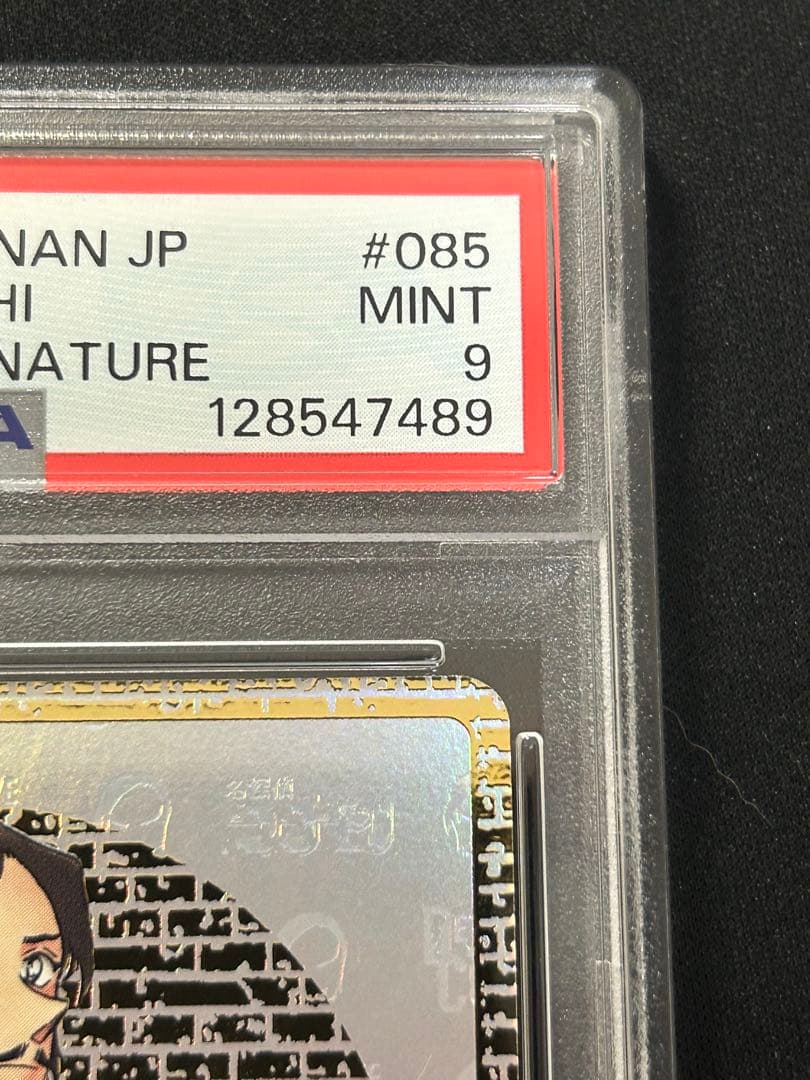 NAN JP #085
HI MINT
NATURE 9
A 128547489
名探偵